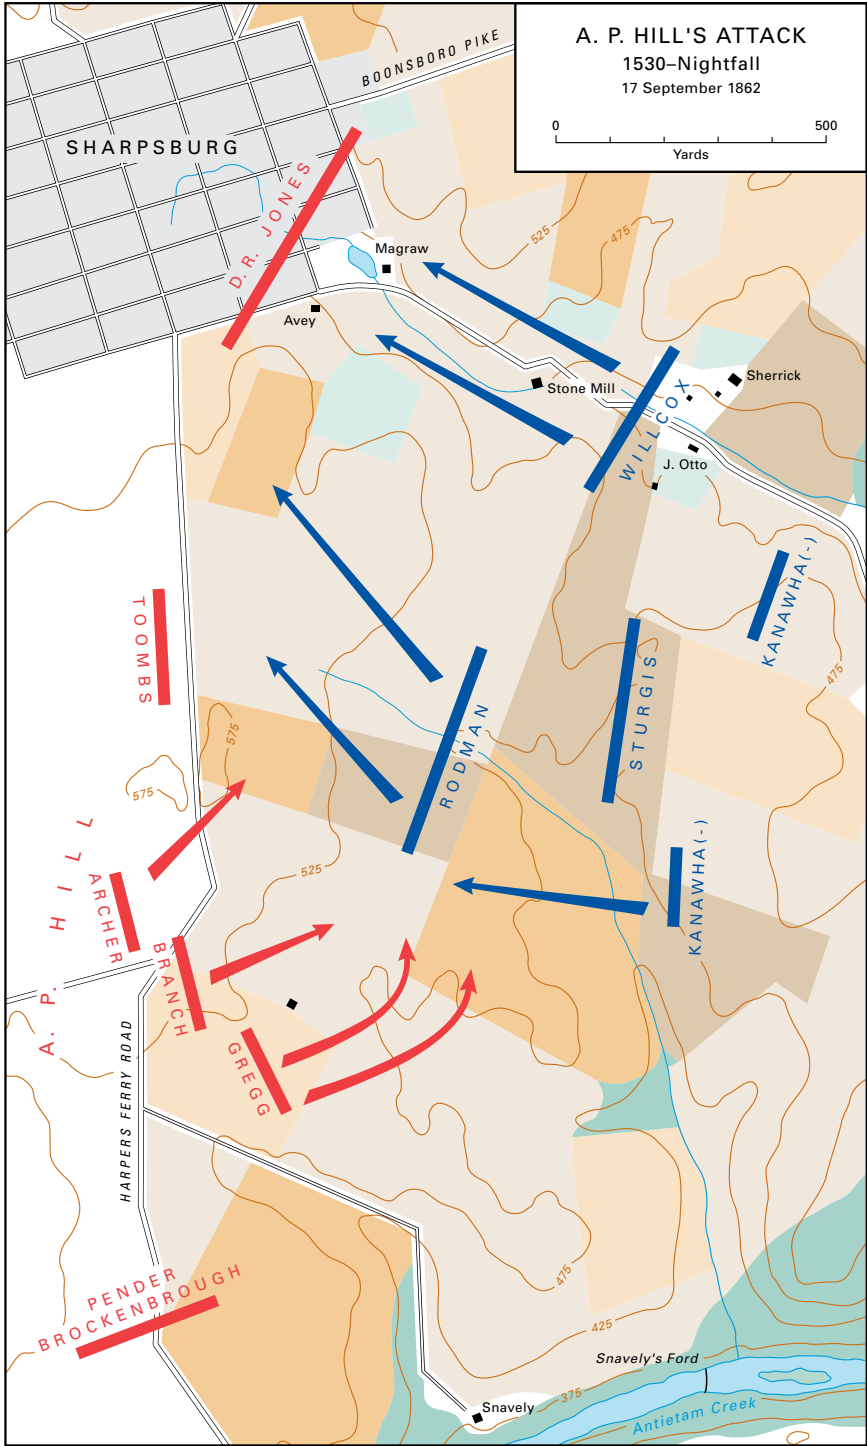 A. P. HILL'S ATTACK
1530–Nightfall
17 September 1862
0
500
Yards
BOONSBORO PIKE
SHARPSBURG
D. R. JONES
525
475
Magraw
Avey
Stone Mill
Sherrick
WILLCOX
J. Otto
KANAWHA(-)
TOOMBS
STURGIS
475
RODMAN
575
575
525
A. P. HILL
ARCHER
BRANCH
KANAWHA(-)
GREGG
HARPERS FERRY ROAD
PENDER
BROCKENBROUGH
475
425
Snavely's Ford
375
Snavely
Antietam Creek